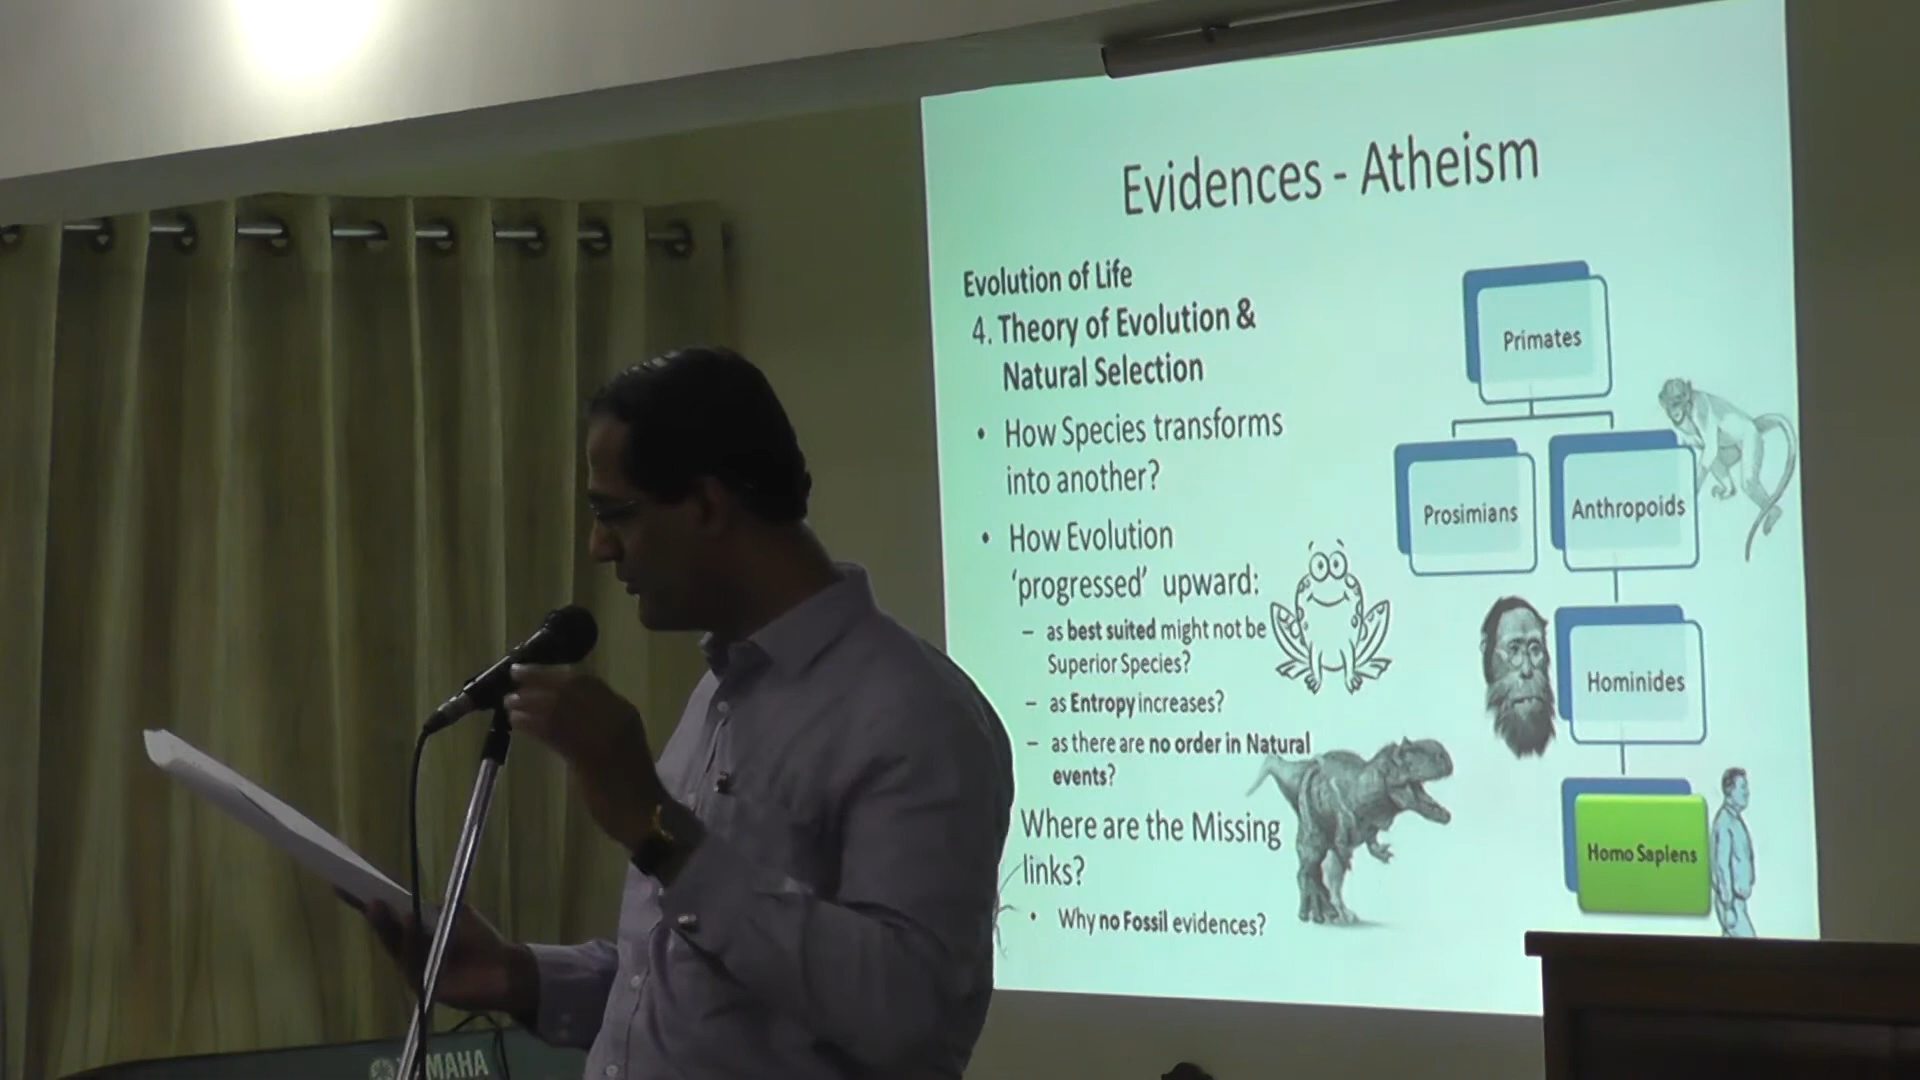 Evidences - Atheism
Evolution of Life
4. Theory of Evolution &
Natural Selection
• How Species transforms
into another?
• How Evolution
‘progressed’ upward:
– as best suited might not be
Superior Species?
– as Entropy increases?
– as there are no order in Natural
events?
Where are the Missing
links?
• Why no Fossil evidences?
Primates
Prosimians
Anthropoids
Hominides
Homo Sapiens
MAHA